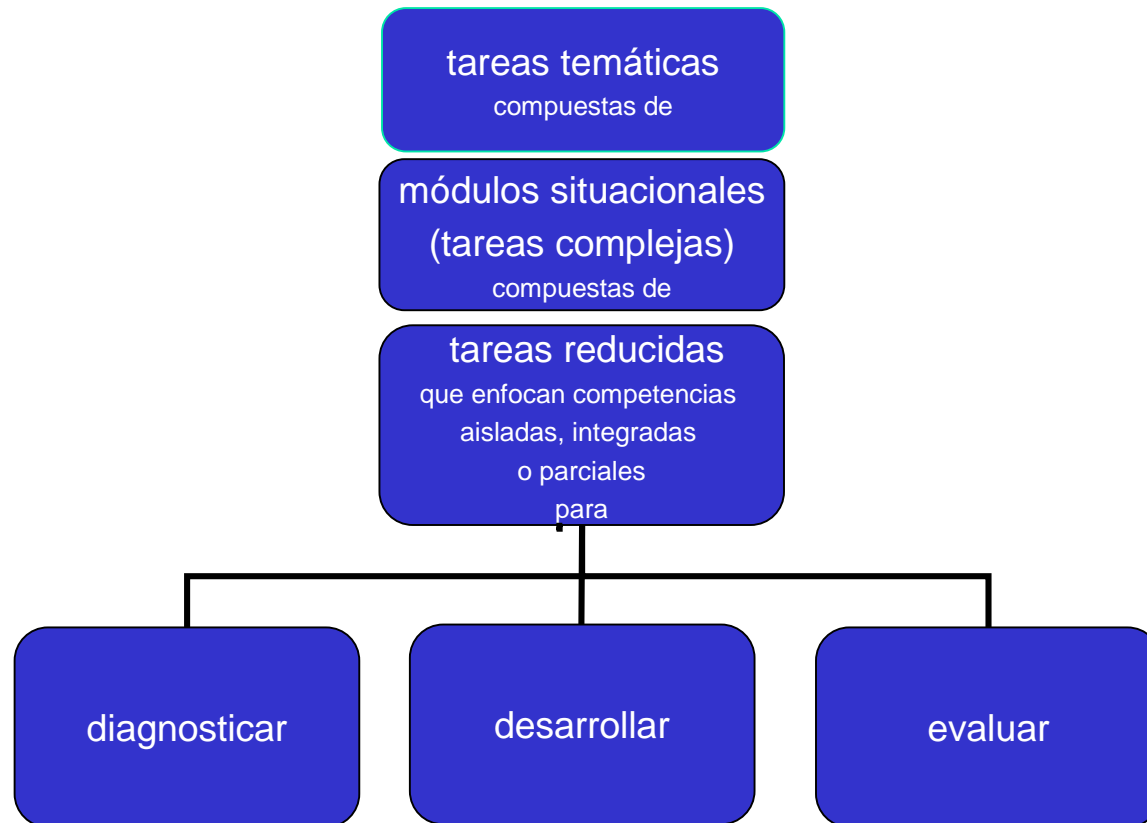 tareas temáticas
compuestas de
módulos situacionales
(tareas complejas)
compuestas de
tareas reducidas
que enfocan competencias
aisladas, integradas
o parciales
para
diagnosticar
desarrollar
evaluar